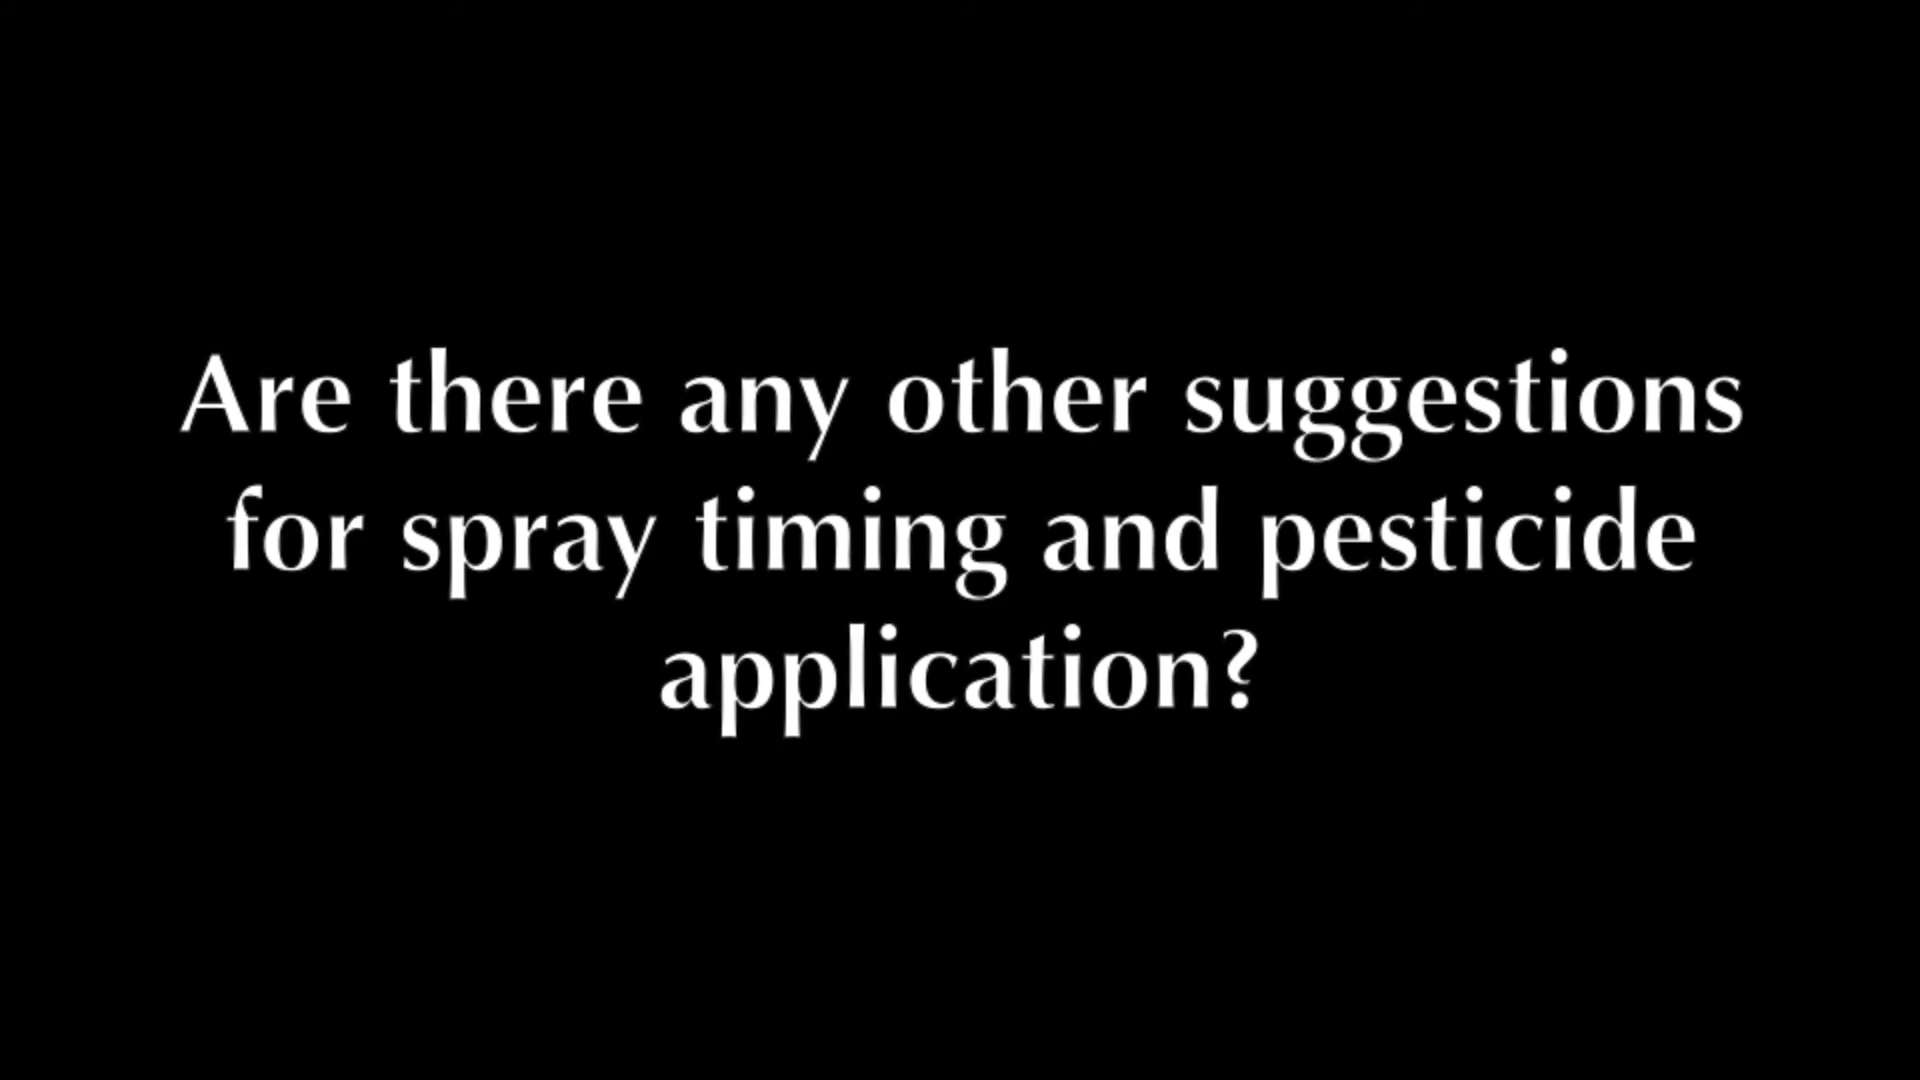 Are there any other suggestions
for spray timing and pesticide
application?